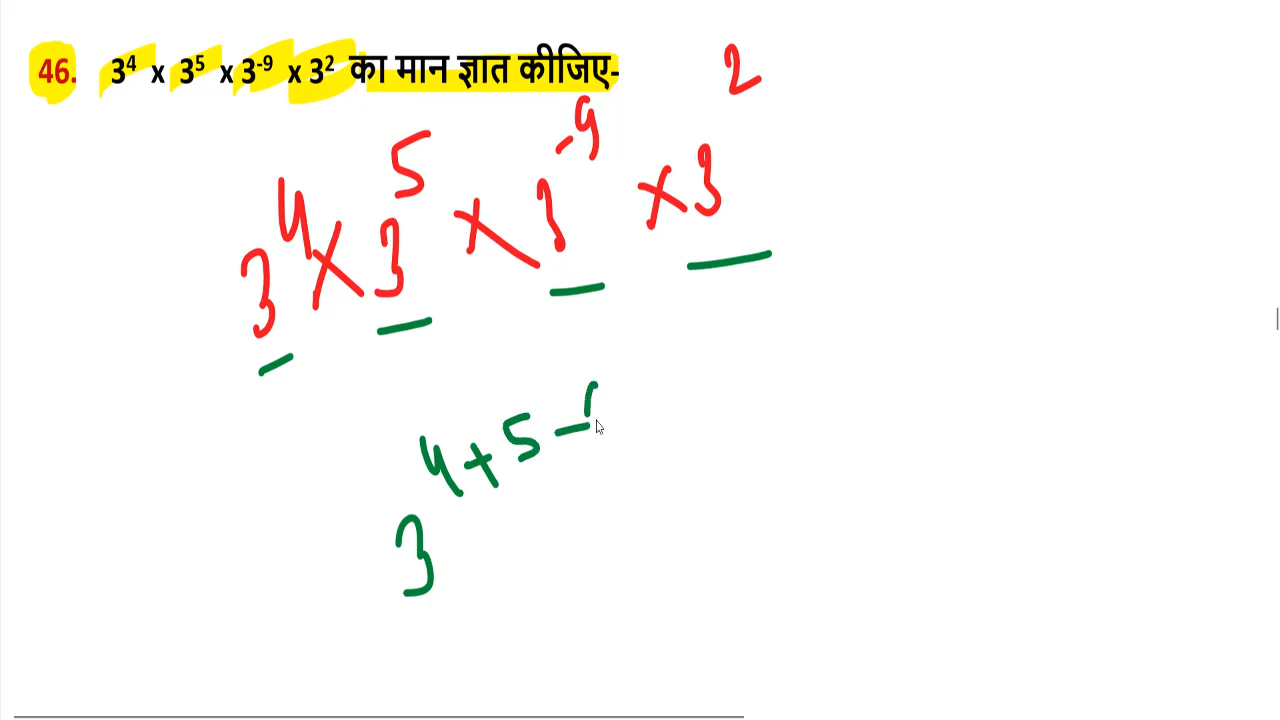 46. 3⁴ x 3⁵ x 3⁻⁹ x 3² का मान ज्ञात कीजिए-
3⁴ × 3⁵ × 3⁻⁹ × 3²
3⁴⁺⁵⁻